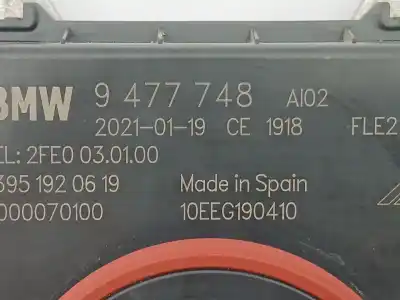 BMW 9 477 748 AI02
2021-01-19 CE 1918 FLE2
EL: 2FE0 03.01.00
395 192 06 19 Made in Spain
000070100 10EEG190410